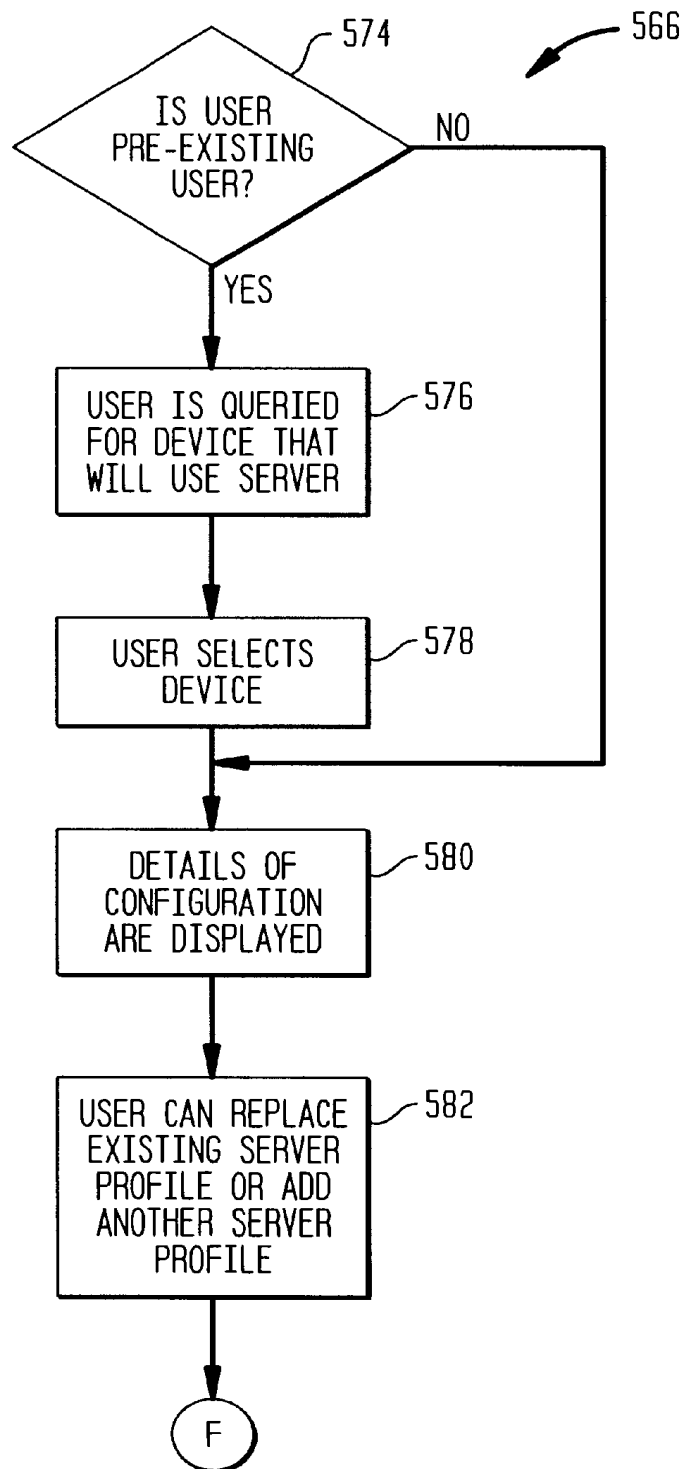 574
566
IS USER
PRE-EXISTING
USER?
NO
YES
USER IS QUERIED
FOR DEVICE THAT
WILL USE SERVER
576
USER SELECTS
DEVICE
578
DETAILS OF
CONFIGURATION
ARE DISPLAYED
580
USER CAN REPLACE
EXISTING SERVER
PROFILE OR ADD
ANOTHER SERVER
PROFILE
582
F